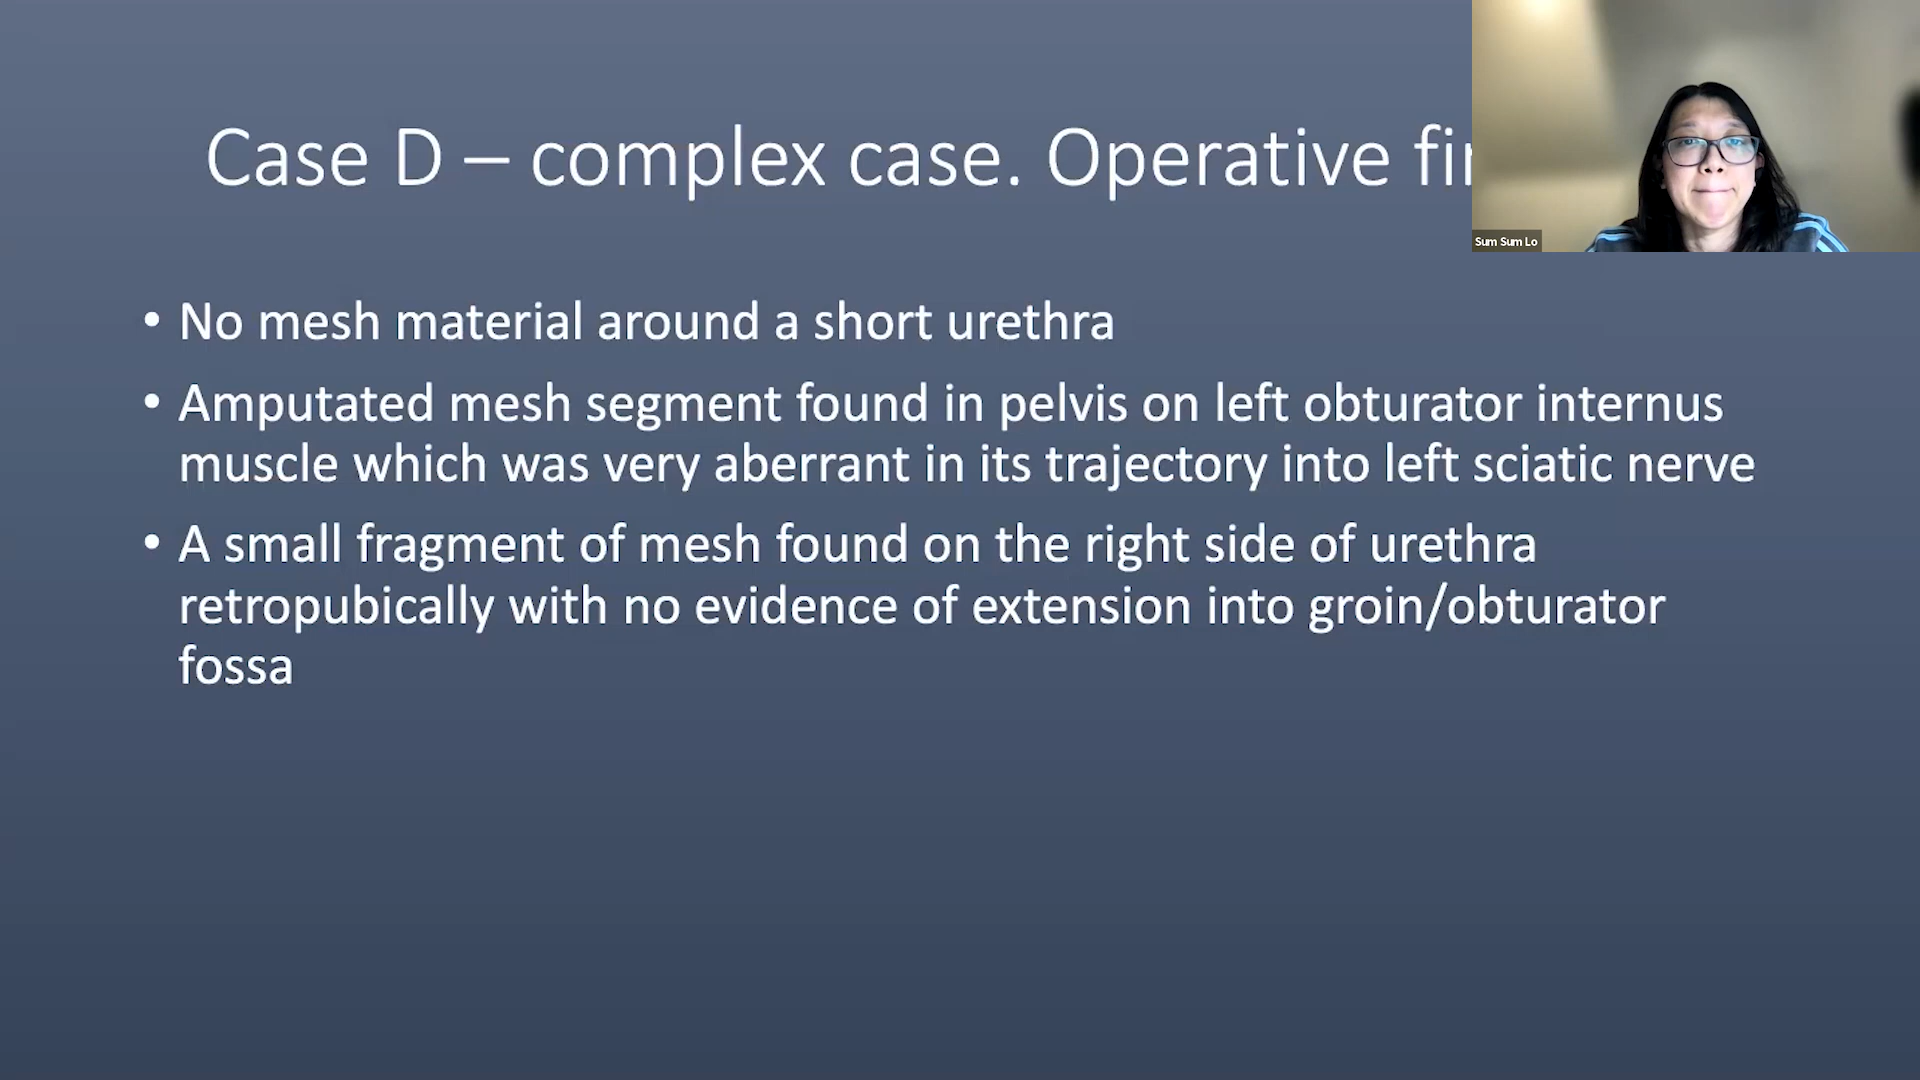 Case D – complex case. Operative fin
Sum Sum Lo
• No mesh material around a short urethra
• Amputated mesh segment found in pelvis on left obturator internus
muscle which was very aberrant in its trajectory into left sciatic nerve
• A small fragment of mesh found on the right side of urethra
retropubically with no evidence of extension into groin/obturator
fossa